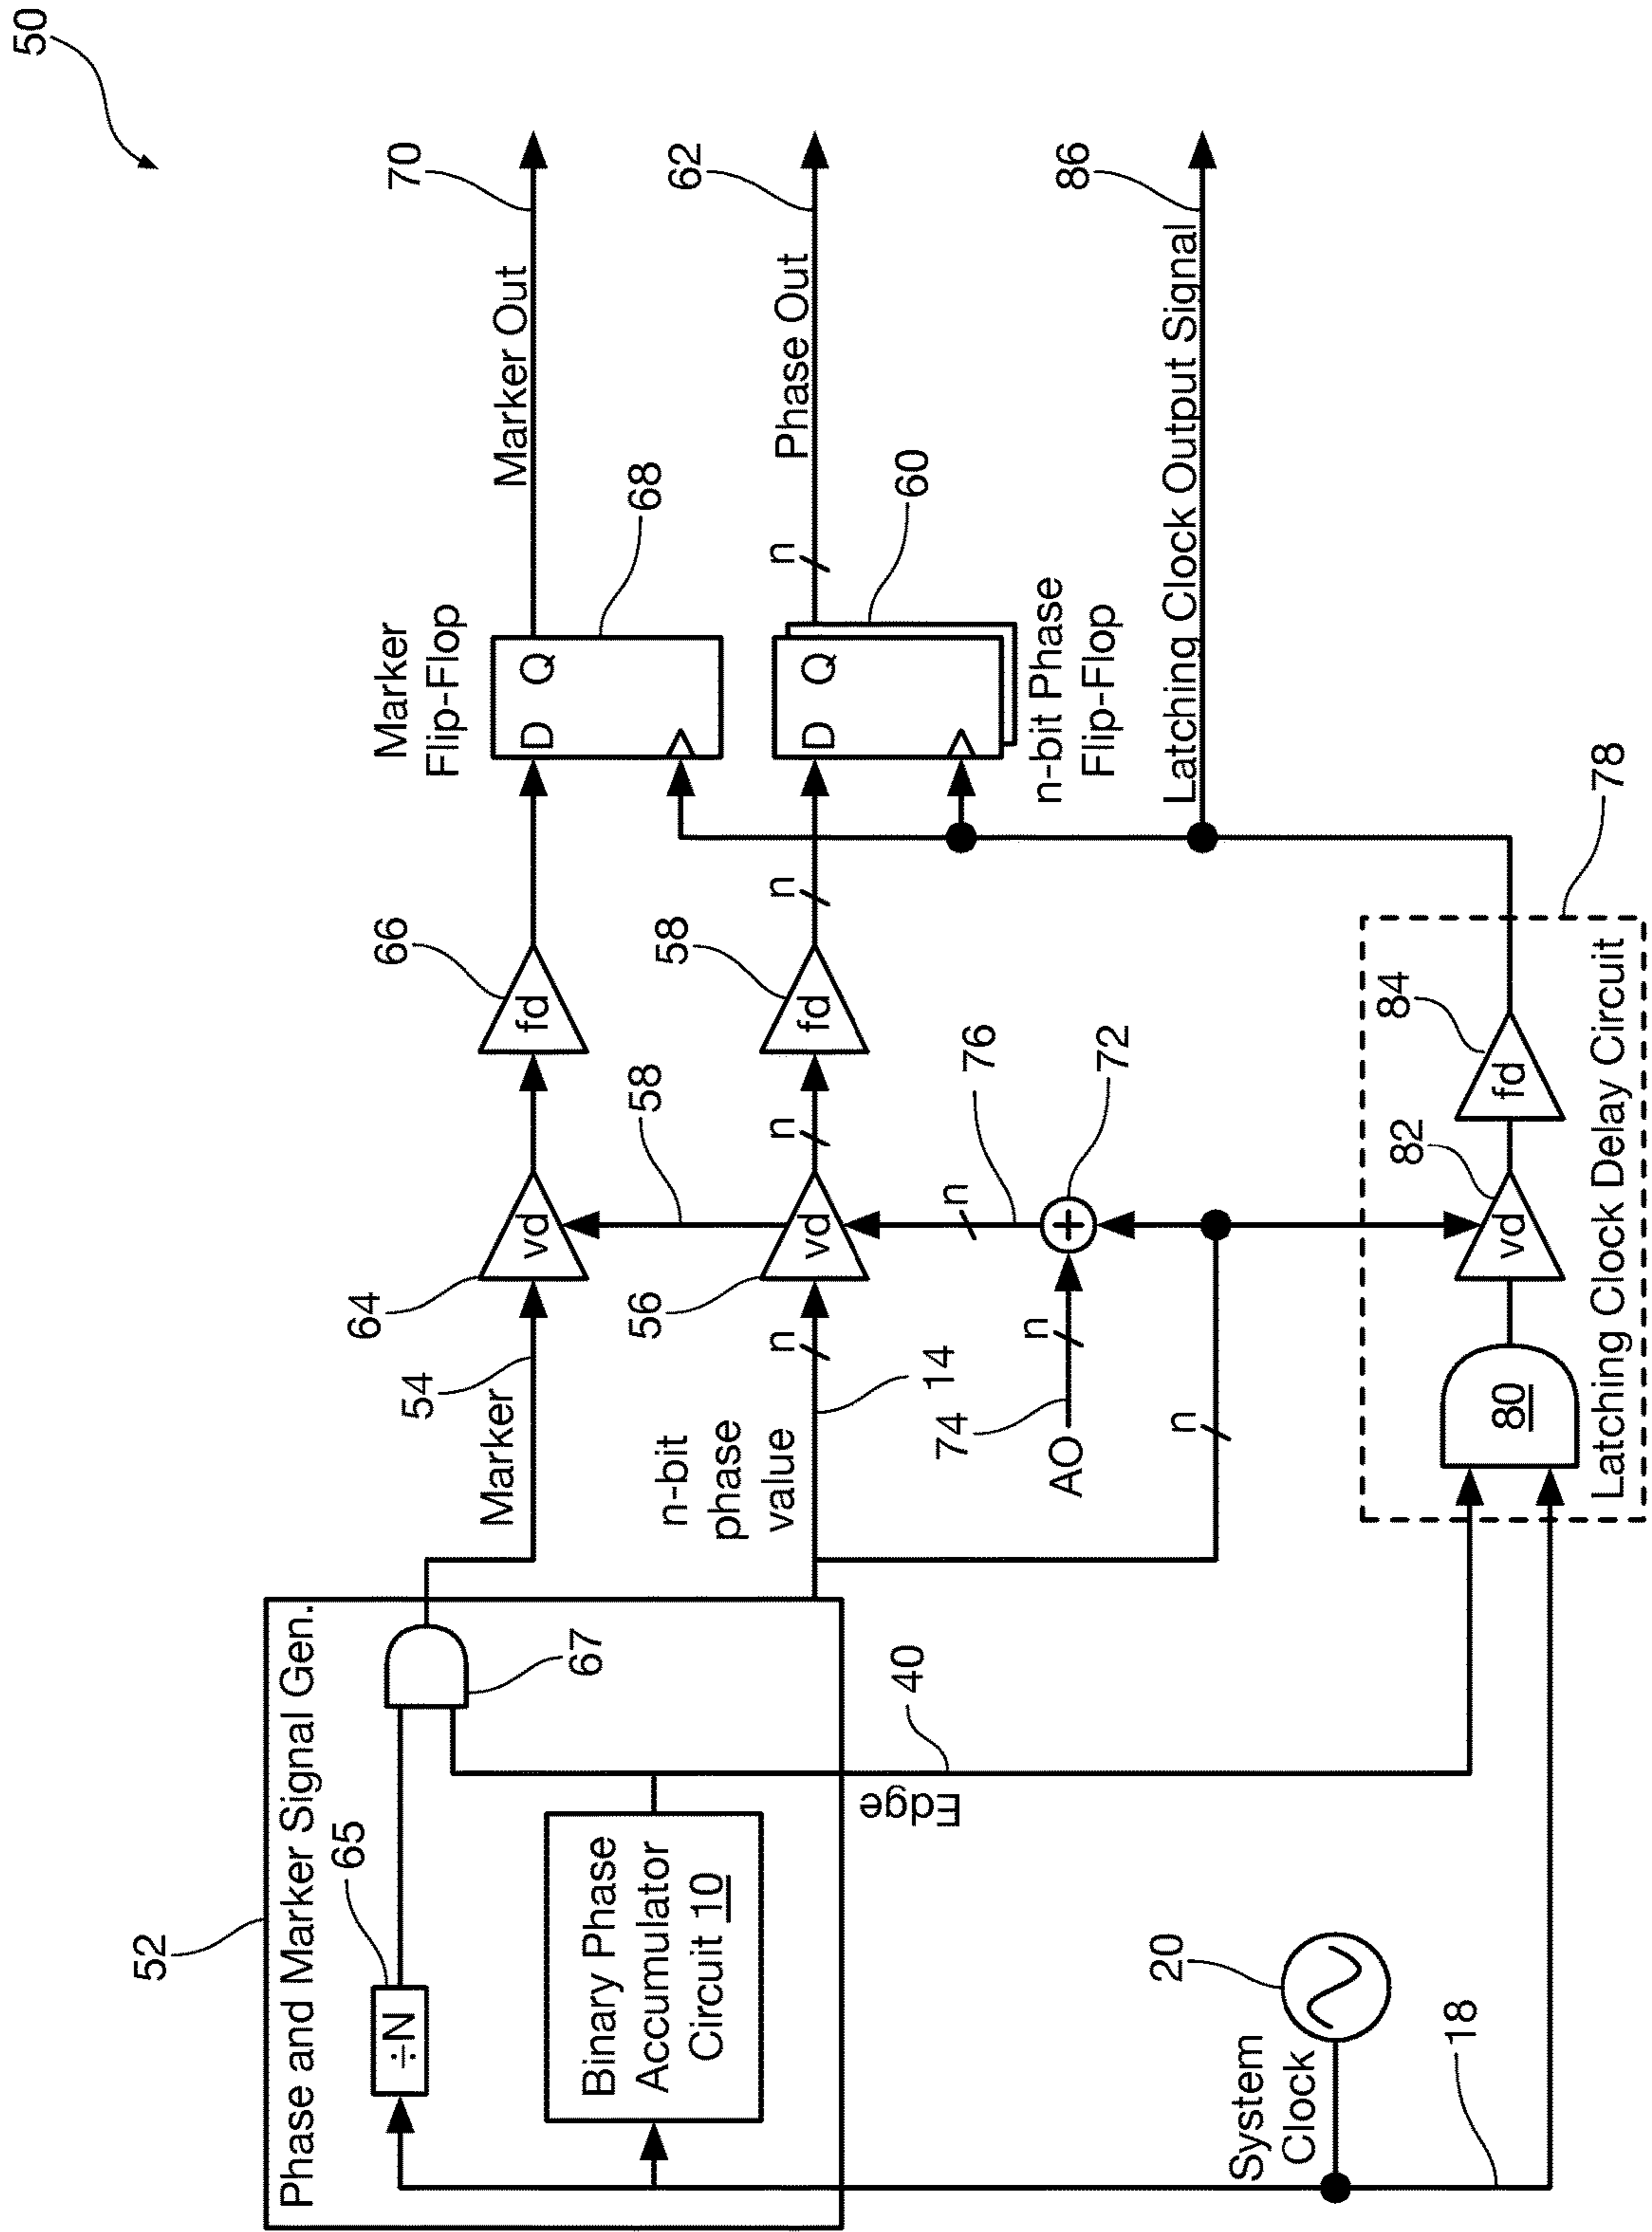 50
52
Phase and Marker Signal Gen.
65
÷N
67
Binary Phase
Accumulator
Circuit 10
Edge
40
System
Clock
20
18
Marker
54
64
vd
66
fd
Marker
Flip-Flop
D Q
68
Marker Out
70
58
n-bit
phase
value
14
n
56
vd
n
58
fd
n
D Q
60
n-bit Phase
Flip-Flop
n
Phase Out
62
76
n
72
+
74
AO
n
n
80
82
vd
84
fd
78
Latching Clock Delay Circuit
Latching Clock Output Signal
86